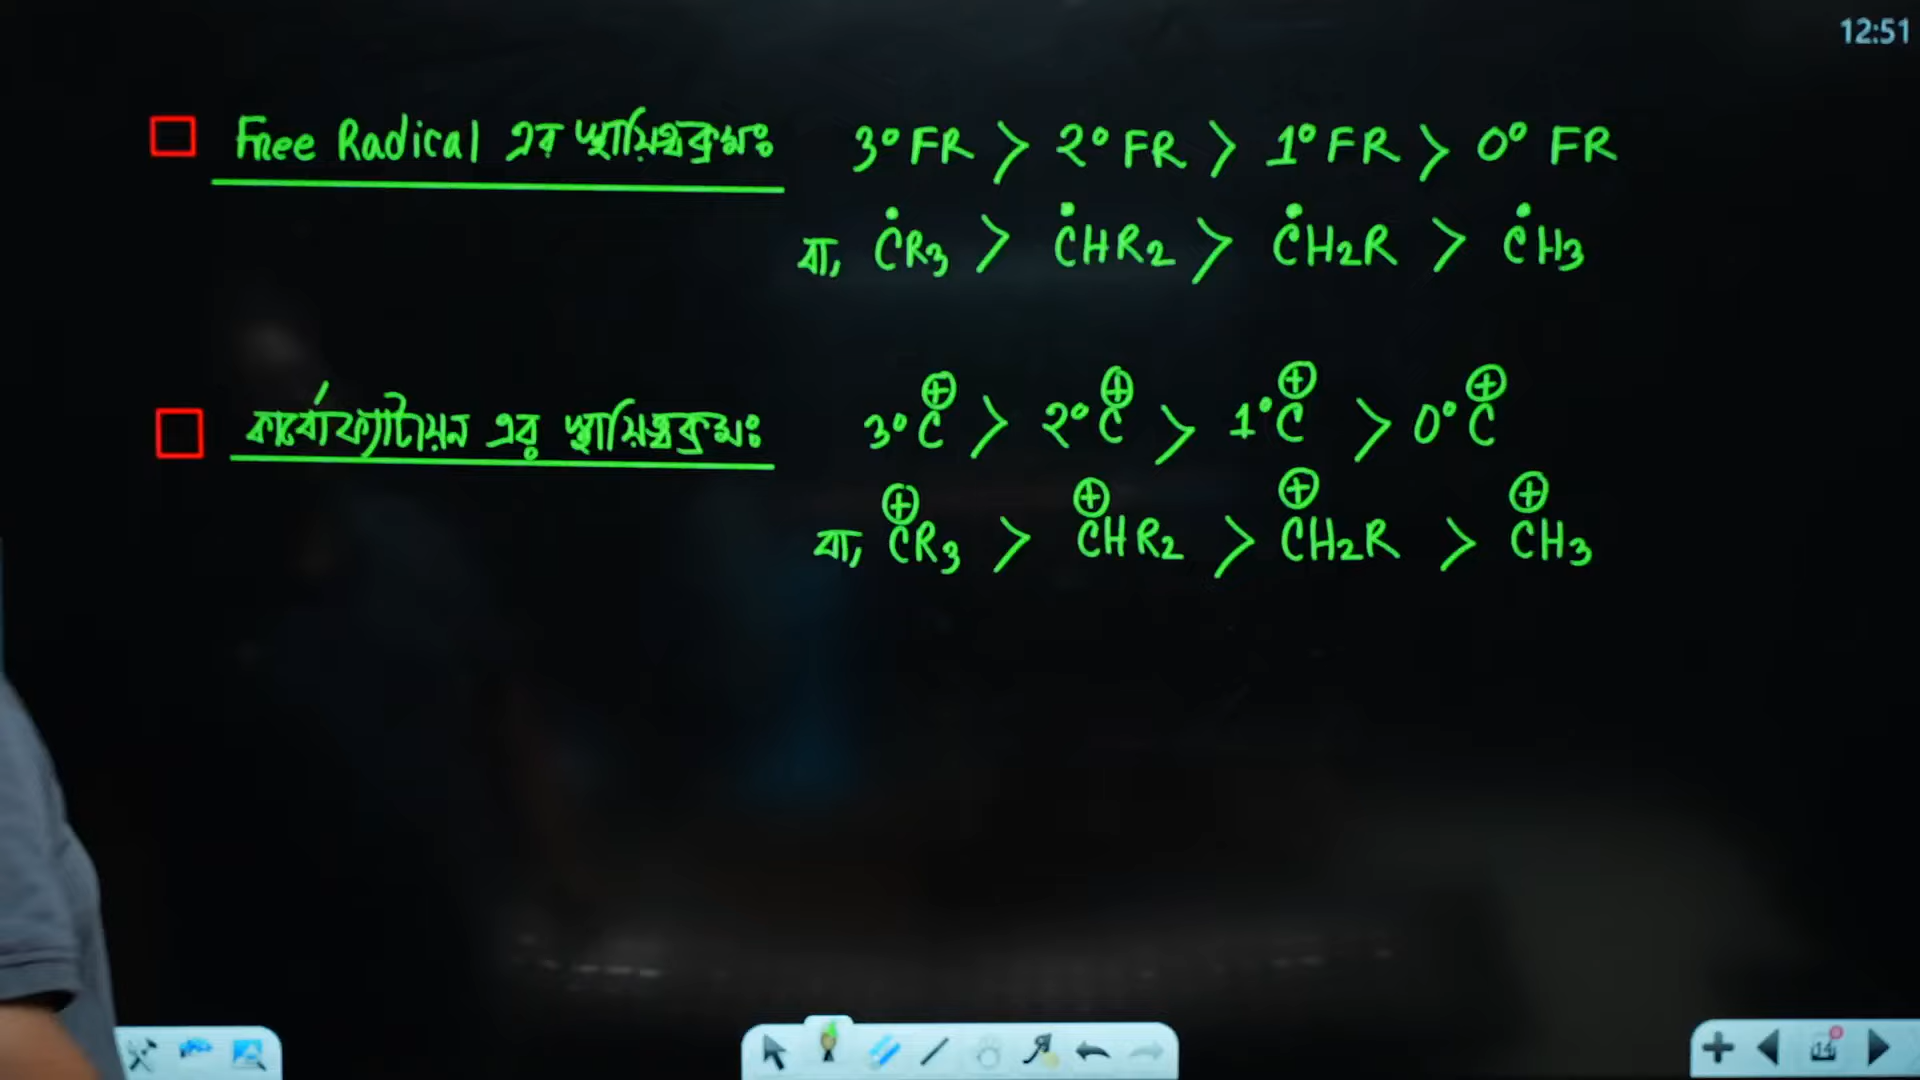 12:51
Free Radical এর স্থায়িত্বক্রমঃ 3° FR > 2° FR > 1° FR > 0° FR
বা, ĊR₃ > ĊHR₂ > ĊH₂R > ĊH₃
কার্বোক্যাটায়ন এর স্থায়িত্বক্রমঃ 3° C⊕ > 2° C⊕ > 1° C⊕ > 0° C⊕
বা, C⊕R₃ > C⊕HR₂ > C⊕H₂R > C⊕H₃
14